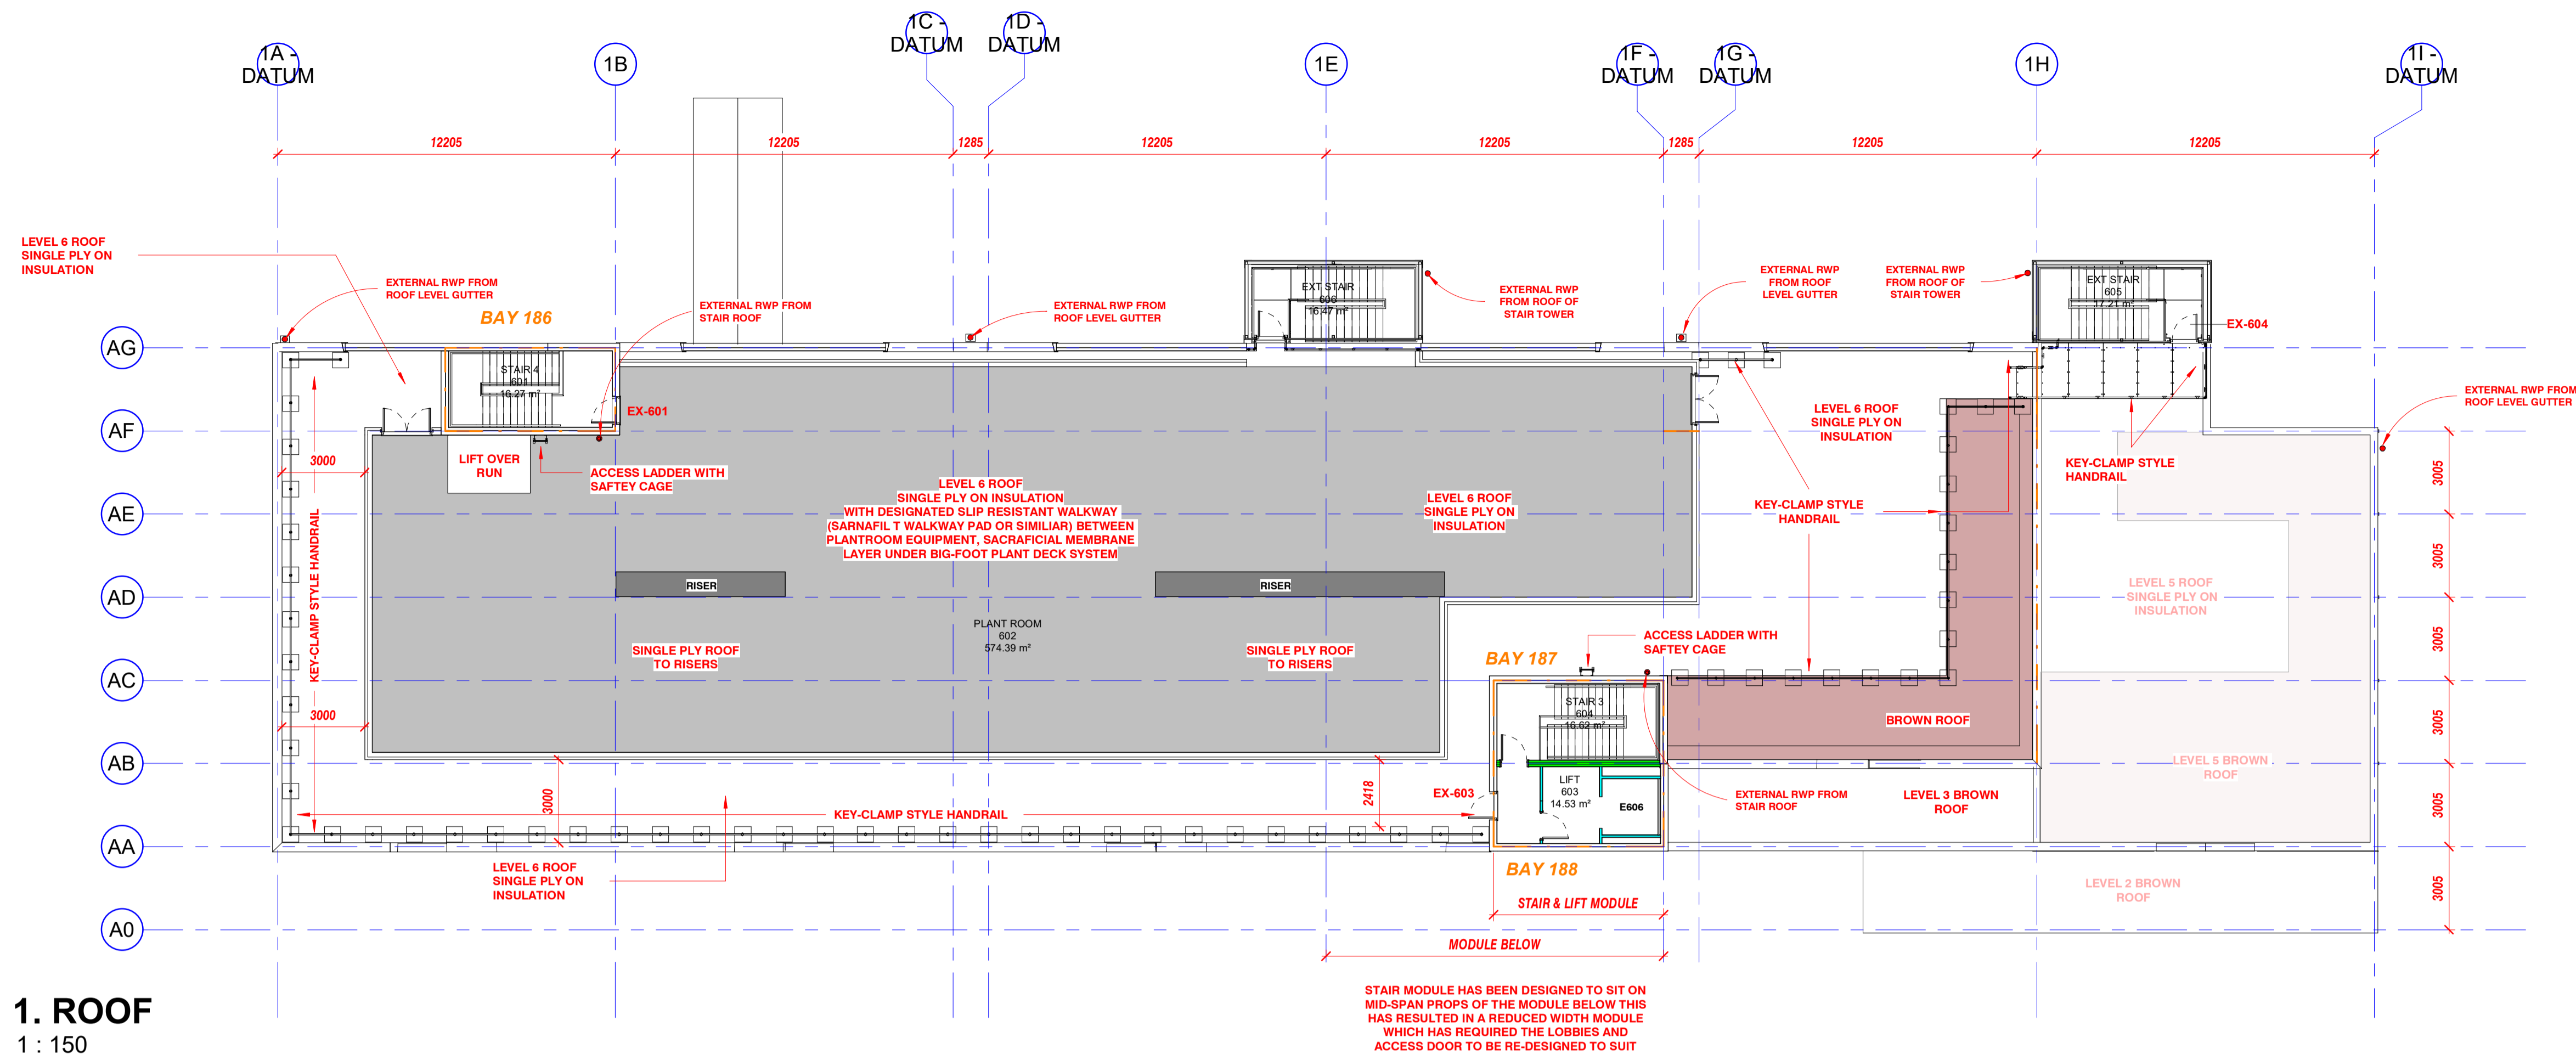 1C -
DATUM
1D -
DATUM
1A -
DATUM
1B
1E
1F -
DATUM
1G -
DATUM
1H
1I -
DATUM
12205
12205
1285
12205
12205
1285
12205
12205
LEVEL 6 ROOF
SINGLE PLY ON
INSULATION
EXTERNAL RWP FROM
ROOF LEVEL GUTTER
BAY 186
EXTERNAL RWP FROM
STAIR ROOF
EXTERNAL RWP FROM
ROOF LEVEL GUTTER
EXT STAIR
606
16.47 m²
EXTERNAL RWP
FROM ROOF OF
STAIR TOWER
EXTERNAL RWP
FROM ROOF
LEVEL GUTTER
EXTERNAL RWP
FROM ROOF OF
STAIR TOWER
EXT STAIR
605
17.21 m²
EX-604
AG
STAIR 4
601
16.27 m²
EX-601
EXTERNAL RWP FROM
ROOF LEVEL GUTTER
AF
LEVEL 6 ROOF
SINGLE PLY ON
INSULATION
3000
LIFT OVER
RUN
ACCESS LADDER WITH
SAFTEY CAGE
KEY-CLAMP STYLE
HANDRAIL
3005
LEVEL 6 ROOF
SINGLE PLY ON INSULATION
WITH DESIGNATED SLIP RESISTANT WALKWAY
(SARNAFIL T WALKWAY PAD OR SIMILIAR) BETWEEN
PLANTROOM EQUIPMENT, SACRAFICIAL MEMBRANE
LAYER UNDER BIG-FOOT PLANT DECK SYSTEM
LEVEL 6 ROOF
SINGLE PLY ON
INSULATION
KEY-CLAMP STYLE
HANDRAIL
AE
3005
KEY-CLAMP STYLE HANDRAIL
RISER
RISER
LEVEL 5 ROOF
SINGLE PLY ON
INSULATION
AD
PLANT ROOM
602
574.39 m²
3005
SINGLE PLY ROOF
TO RISERS
SINGLE PLY ROOF
TO RISERS
BAY 187
ACCESS LADDER WITH
SAFTEY CAGE
AC
STAIR 3
604
16.62 m²
3000
BROWN ROOF
3005
AB
LEVEL 5 BROWN
ROOF
3000
2418
EX-603
LIFT
603
14.53 m²
E606
EXTERNAL RWP FROM
STAIR ROOF
LEVEL 3 BROWN
ROOF
3005
KEY-CLAMP STYLE HANDRAIL
AA
LEVEL 6 ROOF
SINGLE PLY ON
INSULATION
BAY 188
LEVEL 2 BROWN
ROOF
3005
STAIR & LIFT MODULE
A0
MODULE BELOW
STAIR MODULE HAS BEEN DESIGNED TO SIT ON
MID-SPAN PROPS OF THE MODULE BELOW THIS
HAS RESULTED IN A REDUCED WIDTH MODULE
WHICH HAS REQUIRED THE LOBBIES AND
ACCESS DOOR TO BE RE-DESIGNED TO SUIT
1. ROOF
1 : 150